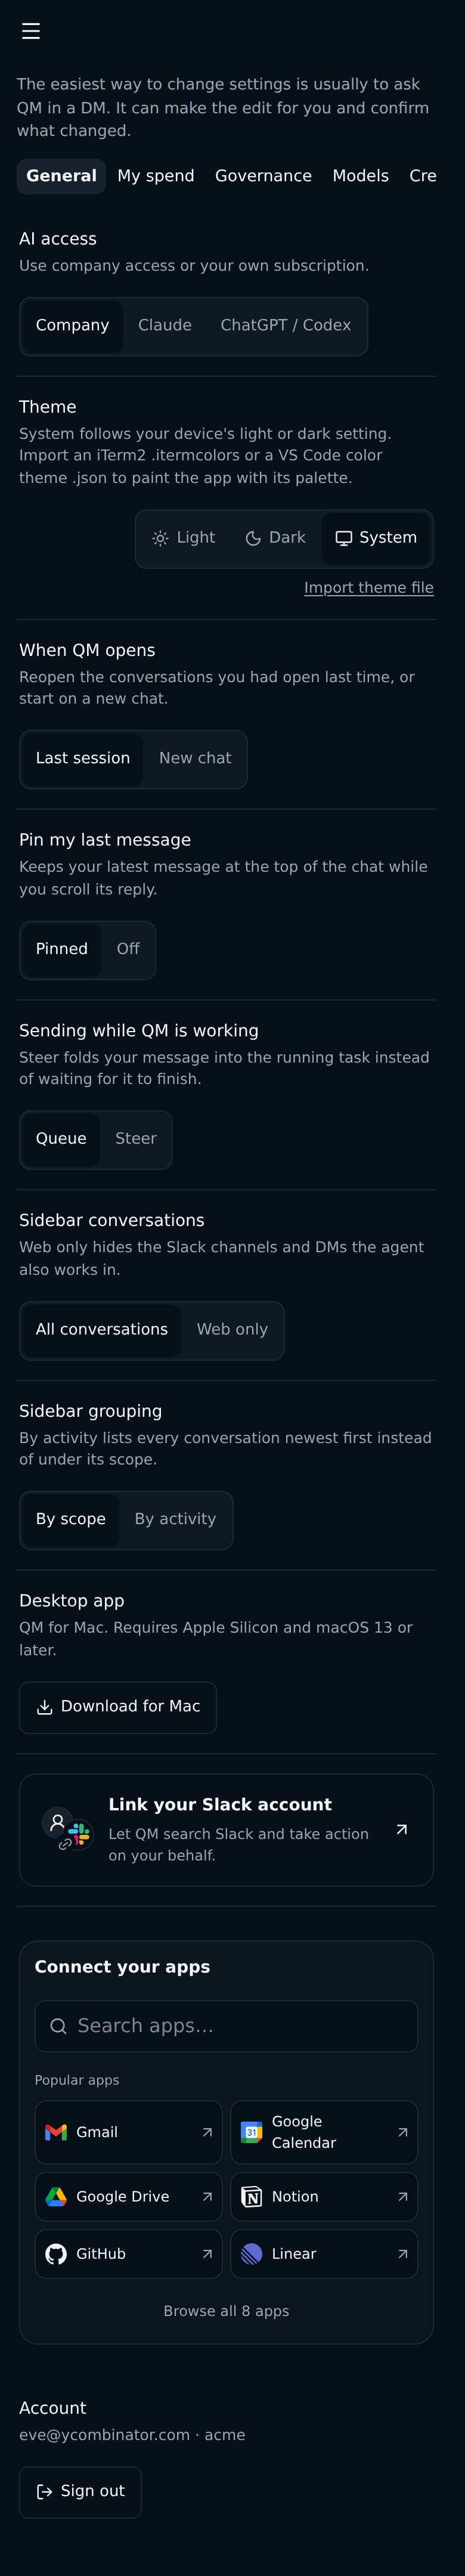 The easiest way to change settings is usually to ask
QM in a DM. It can make the edit for you and confirm
what changed.
General My spend Governance Models Cre
AI access
Use company access or your own subscription.
Company Claude ChatGPT / Codex
Theme
System follows your device's light or dark setting.
Import an iTerm2 .itermcolors or a VS Code color
theme .json to paint the app with its palette.
Light Dark System
Import theme file
When QM opens
Reopen the conversations you had open last time, or
start on a new chat.
Last session New chat
Pin my last message
Keeps your latest message at the top of the chat while
you scroll its reply.
Pinned Off
Sending while QM is working
Steer folds your message into the running task instead
of waiting for it to finish.
Queue Steer
Sidebar conversations
Web only hides the Slack channels and DMs the agent
also works in.
All conversations Web only
Sidebar grouping
By activity lists every conversation newest first instead
of under its scope.
By scope By activity
Desktop app
QM for Mac. Requires Apple Silicon and macOS 13 or
later.
Download for Mac
Link your Slack account
Let QM search Slack and take action
on your behalf.
Connect your apps
Search apps...
Popular apps
Gmail
31
Google
Calendar
Google Drive
Notion
GitHub
Linear
Browse all 8 apps
Account
eve@ycombinator.com · acme
Sign out